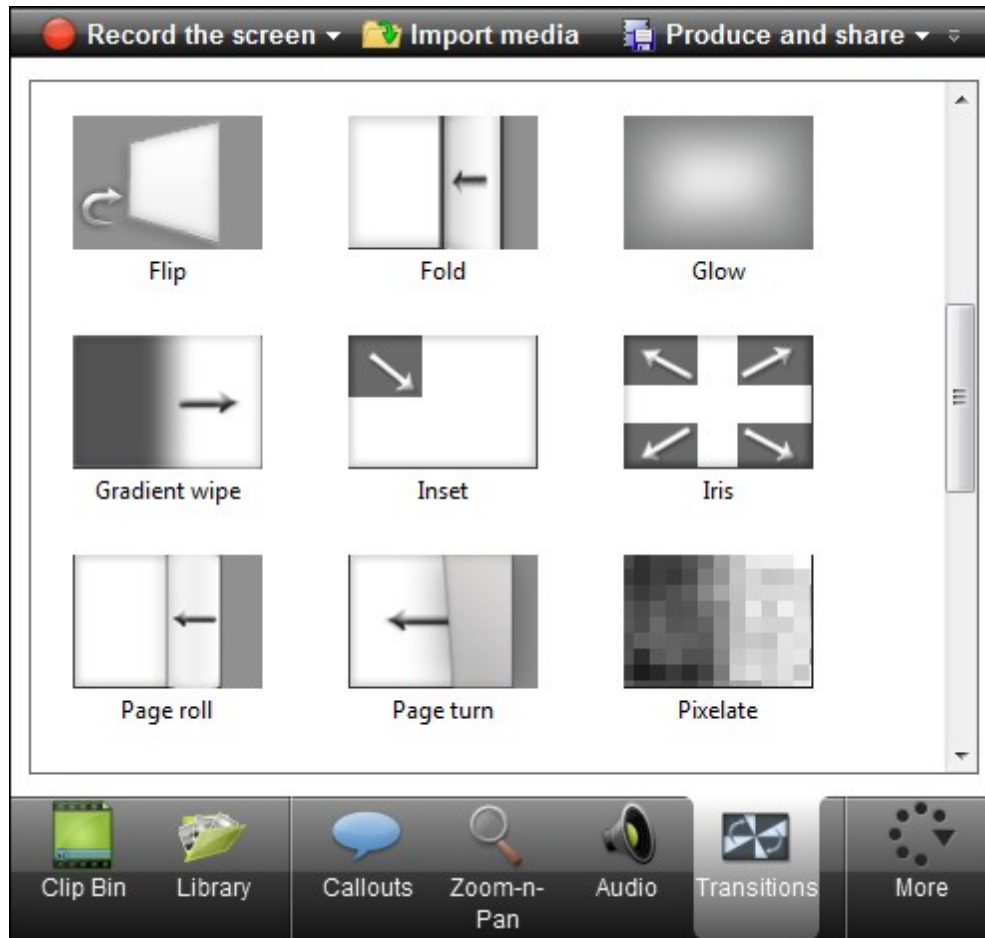 Record the screen Import media Produce and share
Flip Fold Glow
Gradient wipe Inset Iris
Page roll Page turn Pixelate
Clip Bin Library Callouts Zoom-n- Audio Transitions More
Pan